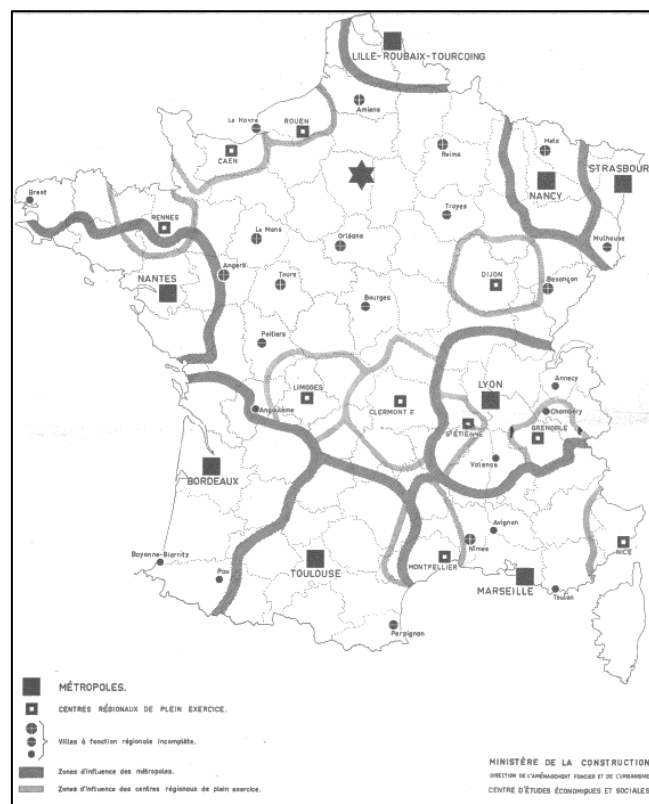 LILLE-ROUBAIX-TOURCOING
Amiens
Le Havre
ROUEN
CAEN
Reims
Metz
NANCY
STRASBOUR
Brest
RENNES
Le Mans
Orléans
Troyes
Mulhouse
NANTES
Angers
Tours
Bourges
DIJON
Besançon
Poitiers
LIMOGES
CLERMONT F
LYON
Annecy
Chambéry
Angoulème
ST ÉTIENNE
GRENOBLE
Valence
BORDEAUX
Bayonne-Biarritz
Pau
TOULOUSE
MONTPELLIER
Nîmes
Avignon
MARSEILLE
Toulon
NICE
Perpignan
MÉTROPOLES.
CENTRES RÉGIONAUX DE PLEIN EXERCICE.
Villes à fonction régionale incomplète.
Zones d'influence des métropoles.
Zones d'influence des centres régionaux de plein exercice.
MINISTÈRE DE LA CONSTRUCTION
DIRECTION DE L'AMÉNAGEMENT FONCIER ET DE L'URBANISME
CENTRE D'ÉTUDES ÉCONOMIQUES ET SOCIALES